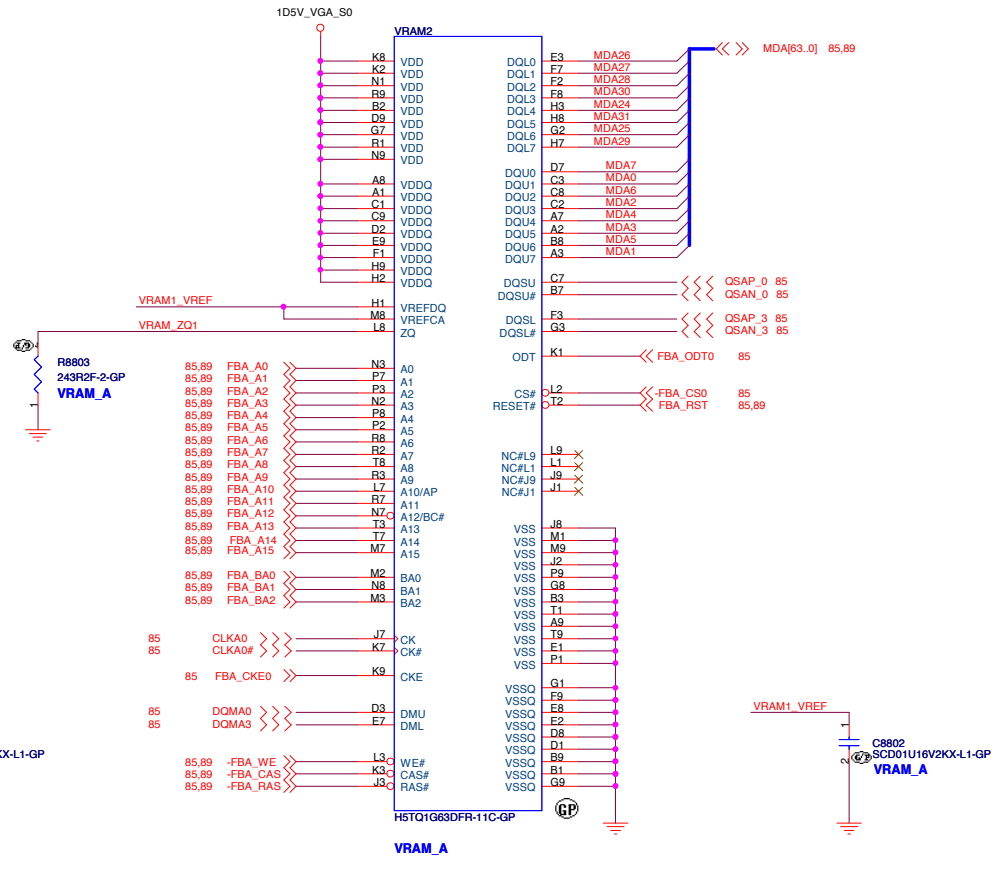 1D5V_VGA_S0
VRAM2
K8 VDD
K2 VDD
N1 VDD
R9 VDD
B2 VDD
D9 VDD
G7 VDD
R1 VDD
N9 VDD
A8 VDDQ
A1 VDDQ
C1 VDDQ
C9 VDDQ
D2 VDDQ
E9 VDDQ
F1 VDDQ
H9 VDDQ
H2 VDDQ
VRAM1_VREF H1 VREFDQ
M8 VREFCA
VRAM_ZQ1 L8 ZQ
R8803
243R2F-2-GP
VRAM_A
1
85,89 FBA_A0 N3 A0
85,89 FBA_A1 P7 A1
85,89 FBA_A2 P3 A2
85,89 FBA_A3 N2 A3
85,89 FBA_A4 P8 A4
85,89 FBA_A5 P2 A5
85,89 FBA_A6 R8 A6
85,89 FBA_A7 R2 A7
85,89 FBA_A8 T8 A8
85,89 FBA_A9 R3 A9
85,89 FBA_A10 L7 A10/AP
85,89 FBA_A11 R7 A11
85,89 FBA_A12 N7 A12/BC#
85,89 FBA_A13 T3 A13
85,89 FBA_A14 T7 A14
85,89 FBA_A15 M7 A15
85,89 FBA_BA0 M2 BA0
85,89 FBA_BA1 N8 BA1
85,89 FBA_BA2 M3 BA2
85 CLKA0 J7 CK
85 CLKA0# K7 CK#
85 FBA_CKE0 K9 CKE
85 DQMA0 D3 DMU
85 DQMA3 E7 DML
85,89 -FBA_WE L3 WE#
85,89 -FBA_CAS K3 CAS#
85,89 -FBA_RAS J3 RAS#
DQL0 E3 MDA26
DQL1 F7 MDA27
DQL2 F2 MDA28
DQL3 F8 MDA30
DQL4 H3 MDA24
DQL5 H8 MDA31
DQL6 G2 MDA25
DQL7 H7 MDA29
MDA[63..0] 85,89
DQU0 D7 MDA7
DQU1 C3 MDA0
DQU2 C8 MDA6
DQU3 C2 MDA2
DQU4 A7 MDA4
DQU5 A2 MDA3
DQU6 B8 MDA5
DQU7 A3 MDA1
DQSU C7 QSAP_0 85
DQSU# B7 QSAN_0 85
DQSL F3 QSAP_3 85
DQSL# G3 QSAN_3 85
ODT K1 FBA_ODT0 85
CS# L2 -FBA_CS0 85
RESET# T2 FBA_RST 85,89
NC#L9 L9
NC#L1 L1
NC#J9 J9
NC#J1 J1
VSS J8
VSS M1
VSS M9
VSS J2
VSS P9
VSS G8
VSS B3
VSS T1
VSS A9
VSS T9
VSS E1
VSS P1
VSSQ G1
VSSQ F9
VSSQ E8
VSSQ E2
VSSQ D8
VSSQ D1
VSSQ B9
VSSQ B1
VSSQ G9
GP
H5TQ1G63DFR-11C-GP
VRAM_A
VRAM1_VREF
1
2
C8802
SCD01U16V2KX-L1-GP
VRAM_A
KX-L1-GP